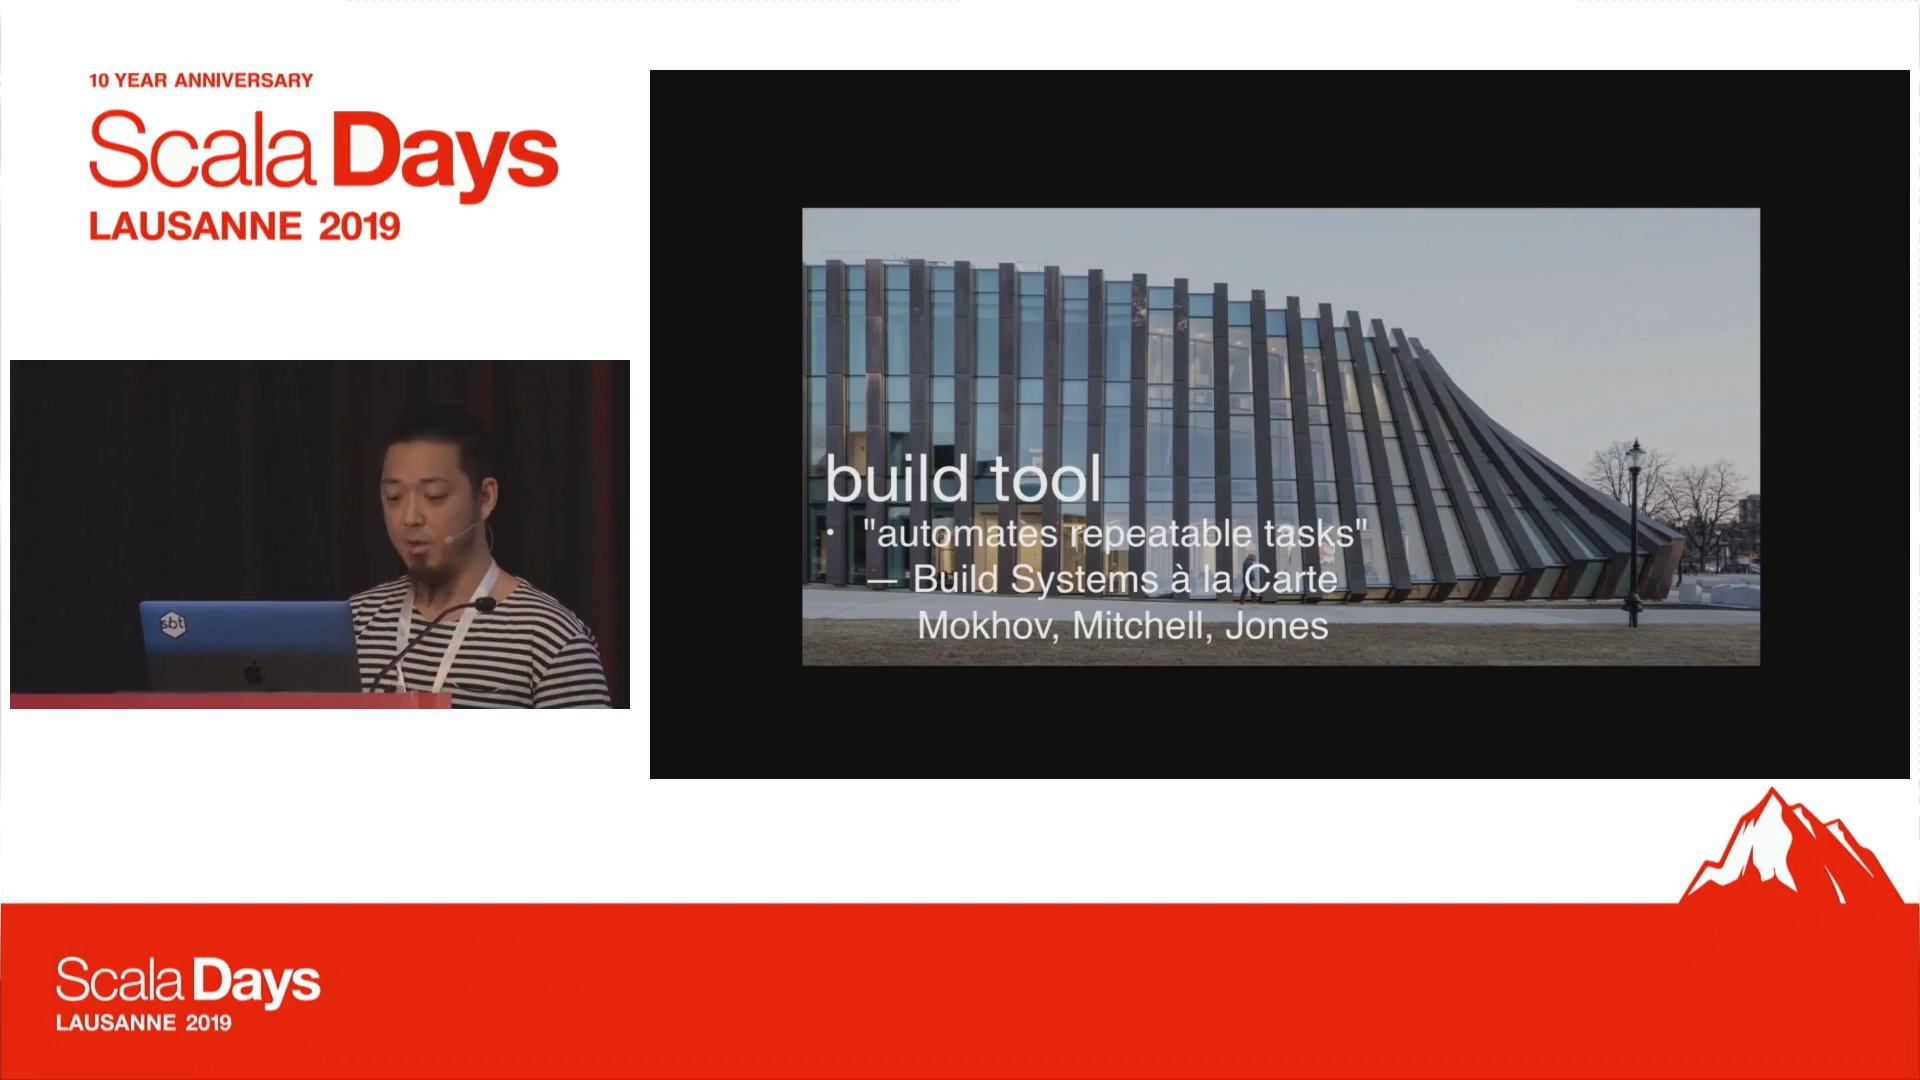 10 YEAR ANNIVERSARY
Scala Days
LAUSANNE 2019
sbt
build tool
• "automates repeatable tasks"
— Build Systems à la Carte
Mokhov, Mitchell, Jones
Scala Days
LAUSANNE 2019